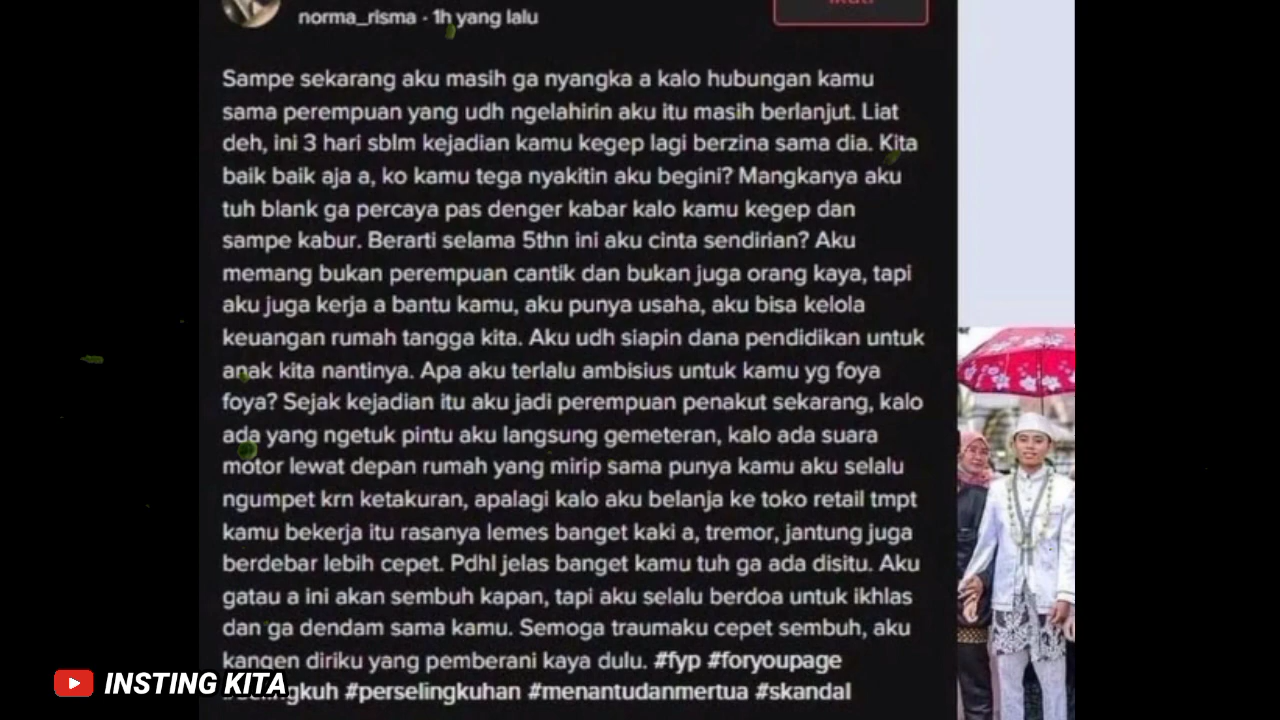 norma_risma · 1h yang lalu
Sampe sekarang aku masih ga nyangka a kalo hubungan kamu
sama perempuan yang udh ngelahirin aku itu masih berlanjut. Liat
deh, ini 3 hari sblm kejadian kamu kegep lagi berzina sama dia. Kita
baik baik aja a, ko kamu tega nyakitin aku begini? Mangkanya aku
tuh blank ga percaya pas denger kabar kalo kamu kegep dan
sampe kabur. Berarti selama 5thn ini aku cinta sendirian? Aku
memang bukan perempuan cantik dan bukan juga orang kaya, tapi
aku juga kerja a bantu kamu, aku punya usaha, aku bisa kelola
keuangan rumah tangga kita. Aku udh siapin dana pendidikan untuk
anak kita nantinya. Apa aku terlalu ambisius untuk kamu yg foya
foya? Sejak kejadian itu aku jadi perempuan penakut sekarang, kalo
ada yang ngetuk pintu aku langsung gemeteran, kalo ada suara
motor lewat depan rumah yang mirip sama punya kamu aku selalu
ngumpet krn ketakuran, apalagi kalo aku belanja ke toko retail tmpt
kamu bekerja itu rasanya lemes banget kaki a, tremor, jantung juga
berdebar lebih cepet. Pdhl jelas banget kamu tuh ga ada disitu. Aku
gatau a ini akan sembuh kapan, tapi aku selalu berdoa untuk ikhlas
dan ga dendam sama kamu. Semoga traumaku cepet sembuh, aku
kangen diriku yang pemberani kaya dulu. #fyp #foryoupage
#selingkuh #perselingkuhan #menantudanmertua #skandal
INSTING KITA